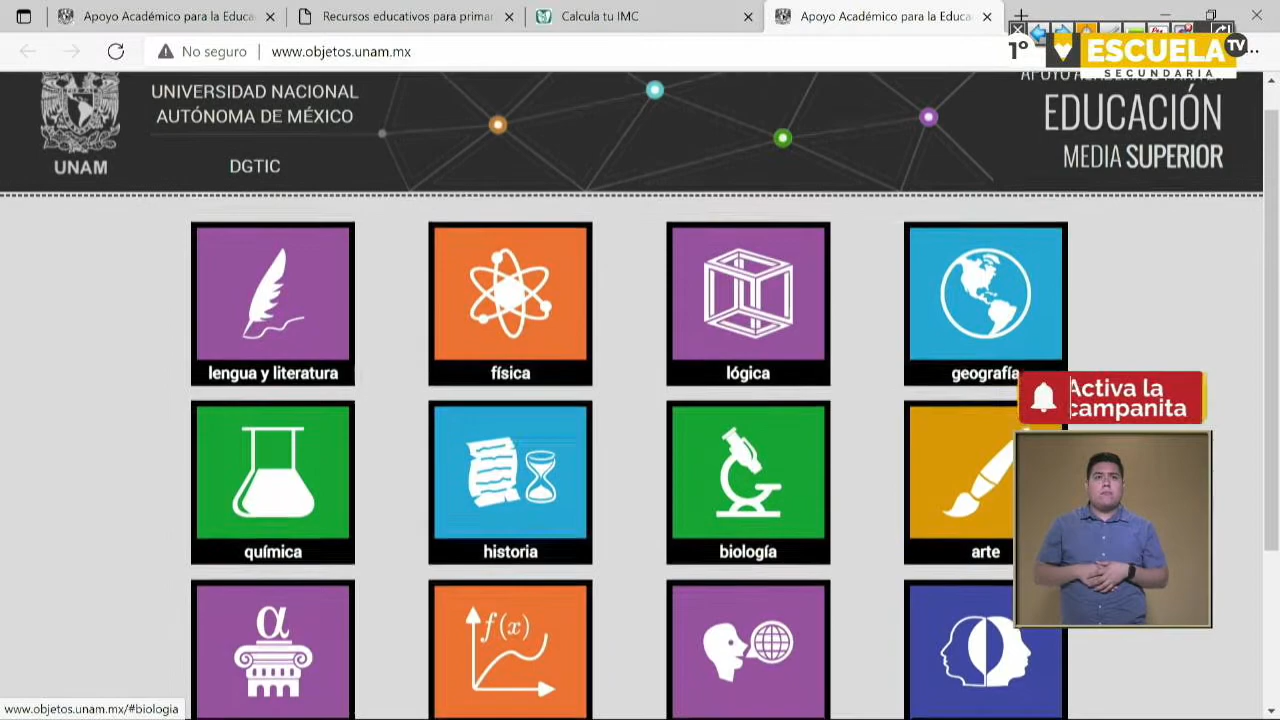 Apoyo Académico para la Educa
Recursos educativos para primar
Calcula tu IMC
Apoyo Académico para la Educa
No seguro
www.objetos.unam.mx
1º
ESCUELA TV
SECUNDARIA
UNIVERSIDAD NACIONAL
AUTÓNOMA DE MÉXICO
UNAM
DGTIC
EDUCACIÓN
MEDIA SUPERIOR
lengua y literatura
física
lógica
geografía
Activa la
campanita
química
historia
biología
arte
α
f(x)
www.objetos.unam.mx/#biologia